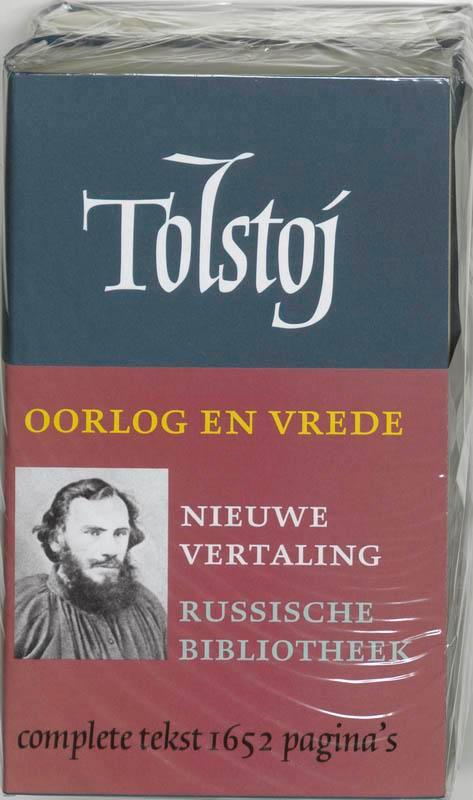 Tolstoj
OORLOG EN VREDE
NIEUWE
VERTALING
RUSSISCHE
BIBLIOTHEEK
complete tekst 1652 pagina's